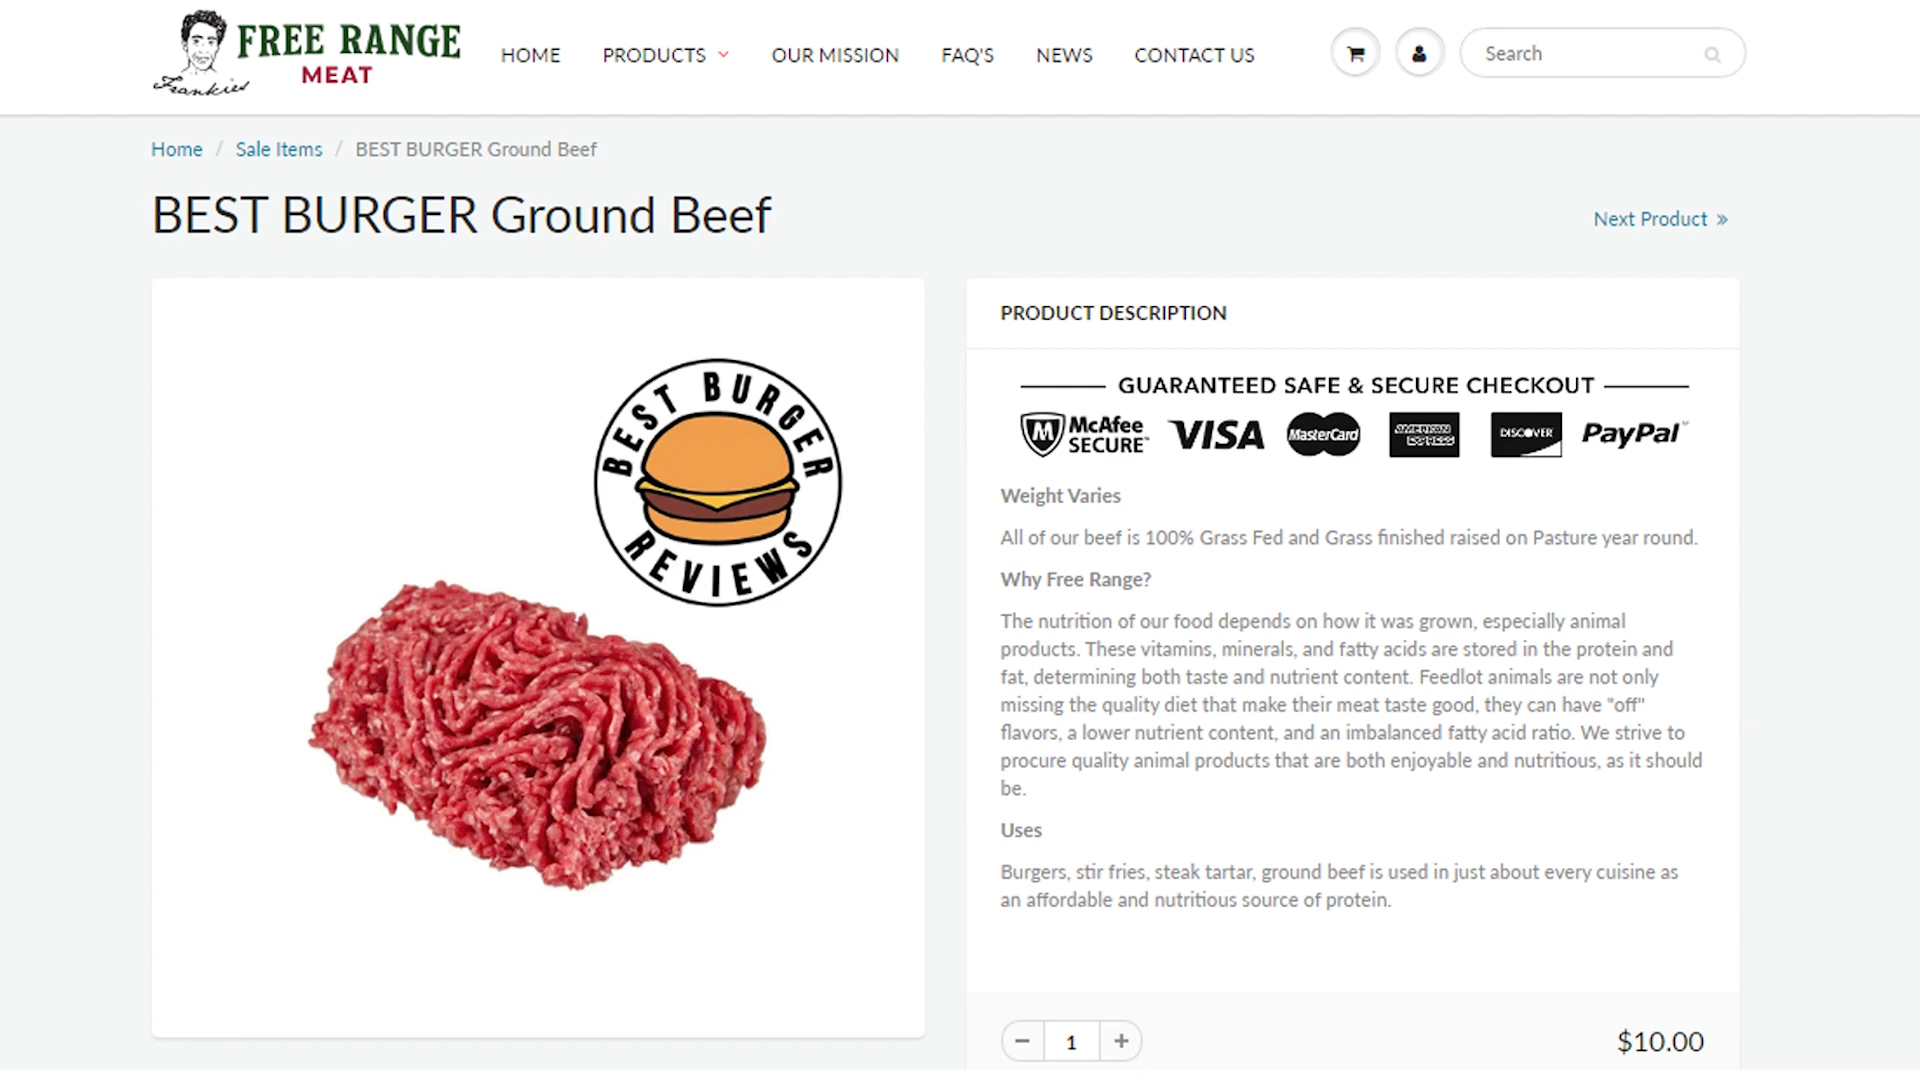 FREE RANGE
MEAT
Frankies
HOME PRODUCTS OUR MISSION FAQ'S NEWS CONTACT US
Search
Home / Sale Items / BEST BURGER Ground Beef
BEST BURGER Ground Beef
Next Product »
BEST BURGER
REVIEWS
PRODUCT DESCRIPTION
GUARANTEED SAFE & SECURE CHECKOUT
M McAfee SECURE™ VISA MasterCard AMERICAN EXPRESS DISCOVER PayPal
Weight Varies
All of our beef is 100% Grass Fed and Grass finished raised on Pasture year round.
Why Free Range?
The nutrition of our food depends on how it was grown, especially animal
products. These vitamins, minerals, and fatty acids are stored in the protein and
fat, determining both taste and nutrient content. Feedlot animals are not only
missing the quality diet that make their meat taste good, they can have "off"
flavors, a lower nutrient content, and an imbalanced fatty acid ratio. We strive to
procure quality animal products that are both enjoyable and nutritious, as it should
be.
Uses
Burgers, stir fries, steak tartar, ground beef is used in just about every cuisine as
an affordable and nutritious source of protein.
− 1 +
$10.00